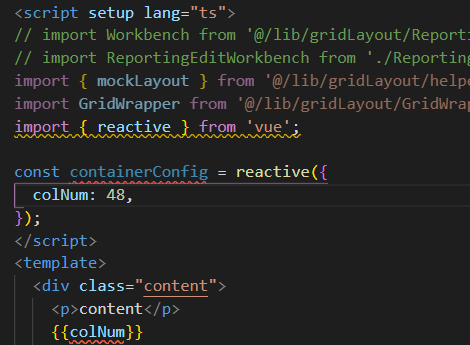 <script setup lang="ts">
// import Workbench from '@/lib/gridLayout/Reporti
// import ReportingEditWorkbench from './Reporting
import { mockLayout } from '@/lib/gridLayout/helpe
import GridWrapper from '@/lib/gridLayout/GridWrap
import { reactive } from 'vue';
const containerConfig = reactive({
colNum: 48,
});
</script>
<template>
<div class="content">
<p>content</p>
{{colNum}}